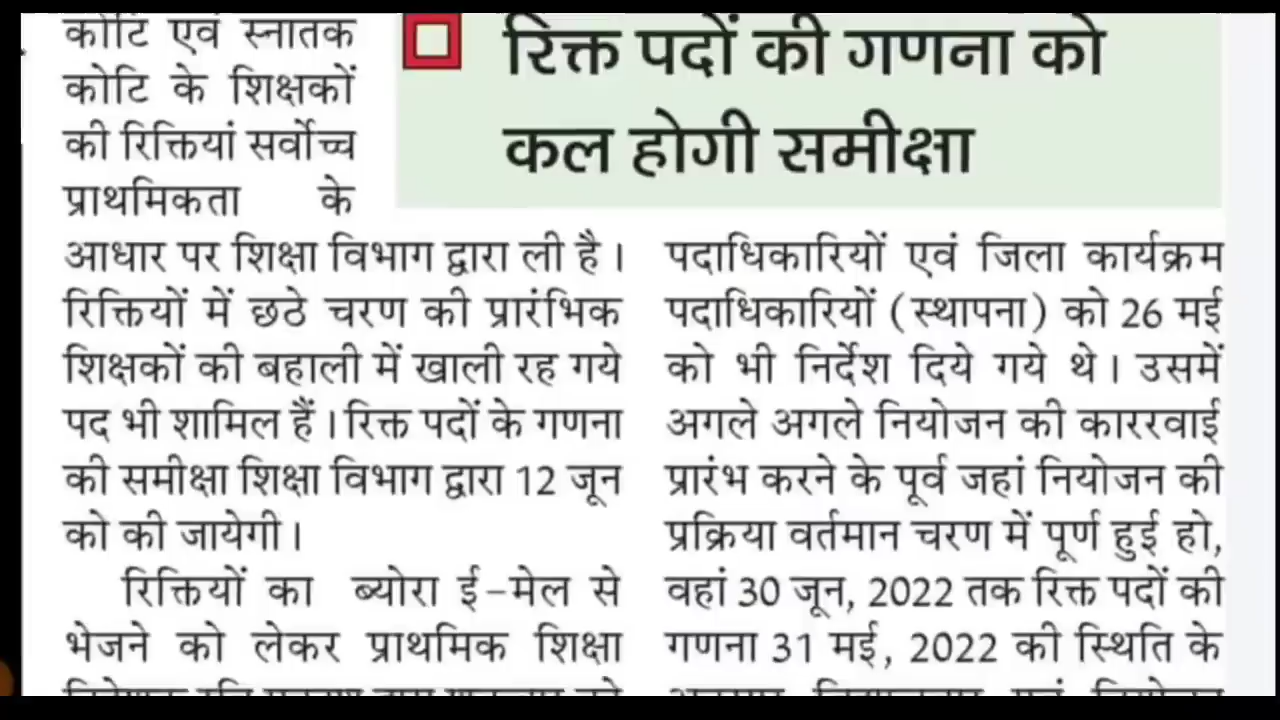 रिक्त पदों की गणना को
कल होगी समीक्षा
कोटि एवं स्नातक
कोटि के शिक्षकों
की रिक्तियां सर्वोच्च
प्राथमिकता के
आधार पर शिक्षा विभाग द्वारा ली है।
रिक्तियों में छठे चरण की प्रारंभिक
शिक्षकों की बहाली में खाली रह गये
पद भी शामिल हैं। रिक्त पदों के गणना
की समीक्षा शिक्षा विभाग द्वारा 12 जून
को की जायेगी।
रिक्तियों का ब्योरा ई-मेल से
भेजने को लेकर प्राथमिक शिक्षा
पदाधिकारियों एवं जिला कार्यक्रम
पदाधिकारियों (स्थापना) को 26 मई
को भी निर्देश दिये गये थे। उसमें
अगले अगले नियोजन की काररवाई
प्रारंभ करने के पूर्व जहां नियोजन की
प्रक्रिया वर्तमान चरण में पूर्ण हुई हो,
वहां 30 जून, 2022 तक रिक्त पदों की
गणना 31 मई, 2022 की स्थिति के